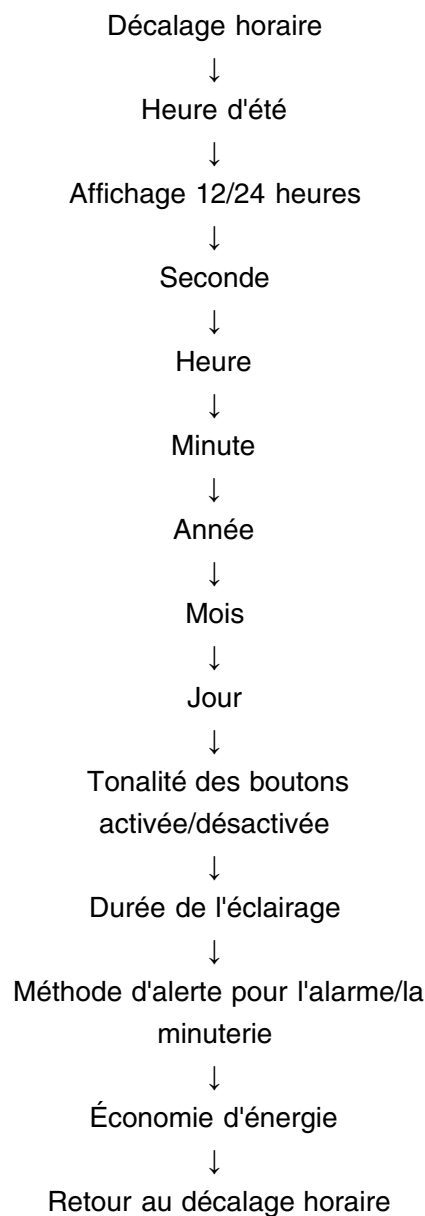 Décalage horaire
↓
Heure d'été
↓
Affichage 12/24 heures
↓
Seconde
↓
Heure
↓
Minute
↓
Année
↓
Mois
↓
Jour
↓
Tonalité des boutons
activée/désactivée
↓
Durée de l'éclairage
↓
Méthode d'alerte pour l'alarme/la
minuterie
↓
Économie d'énergie
↓
Retour au décalage horaire